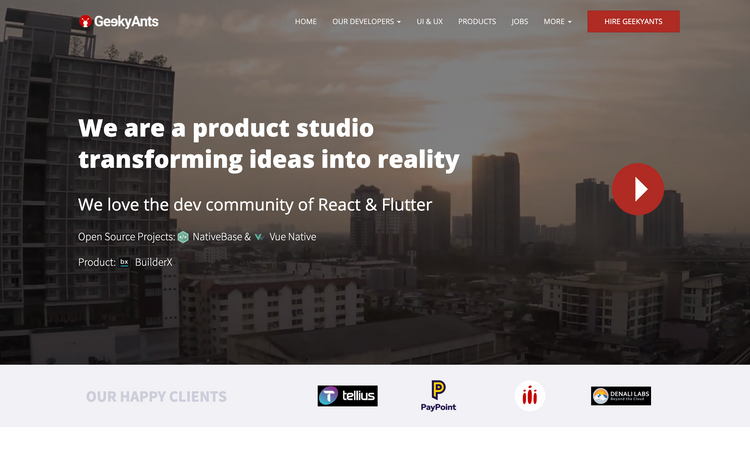 GeekyAnts
HOME OUR DEVELOPERS UI & UX PRODUCTS JOBS MORE HIRE GEEKYANTS
We are a product studio
transforming ideas into reality
We love the dev community of React & Flutter
Open Source Projects: NativeBase & Vue Native
Product: bx BuilderX
OUR HAPPY CLIENTS
T tellius
PayPoint
DENALI LABS
Beyond the Cloud